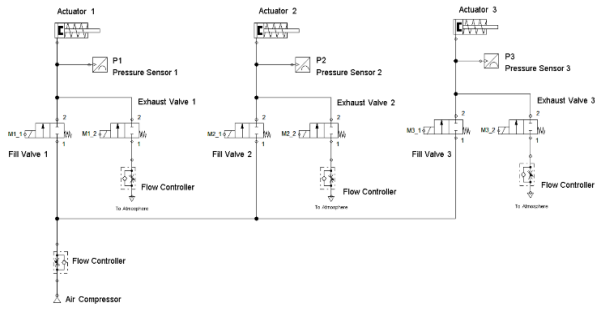 Actuator 1
Actuator 2
Actuator 3
P1
Pressure Sensor 1
P2
Pressure Sensor 2
P3
Pressure Sensor 3
Exhaust Valve 1
Exhaust Valve 2
Exhaust Valve 3
2
2
2
2
2
2
M1_1
M1_2
M2_1
M2_2
M3_1
M3_2
1
1
1
1
1
1
Fill Valve 1
Fill Valve 2
Fill Valve 3
Flow Controller
Flow Controller
Flow Controller
To Atmosphere
To Atmosphere
To Atmosphere
Flow Controller
Air Compressor